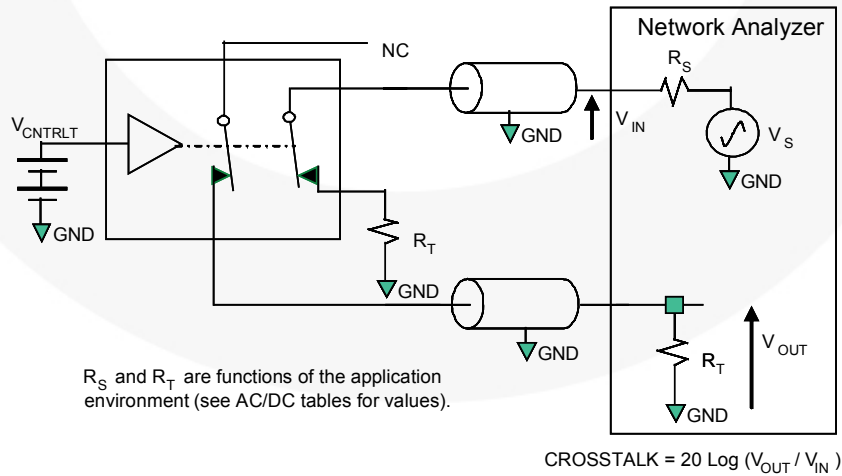 Network Analyzer
NC
R_S
V_CNTRLT
V_IN
GND
V_S
GND
GND
R_T
GND
GND
R_T
V_OUT
GND
R_S and R_T are functions of the application
environment (see AC/DC tables for values).
CROSSTALK = 20 Log (V_OUT / V_IN )